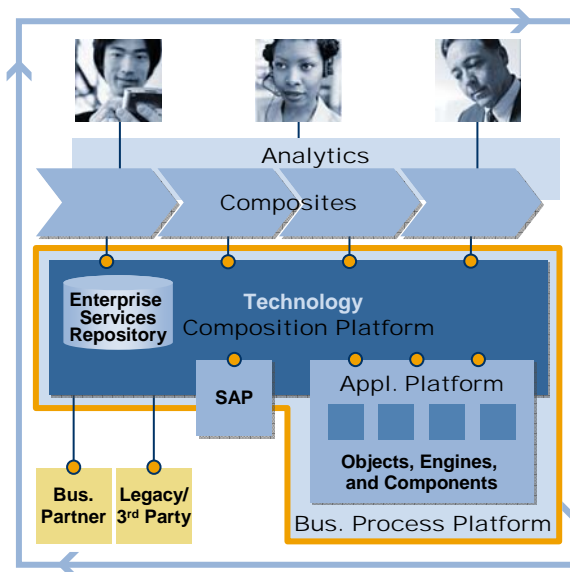 Analytics
Composites
Enterprise
Services
Repository
Technology
Composition Platform
SAP
Appl. Platform
Objects, Engines,
and Components
Bus.
Partner
Legacy/
3rd Party
Bus. Process Platform